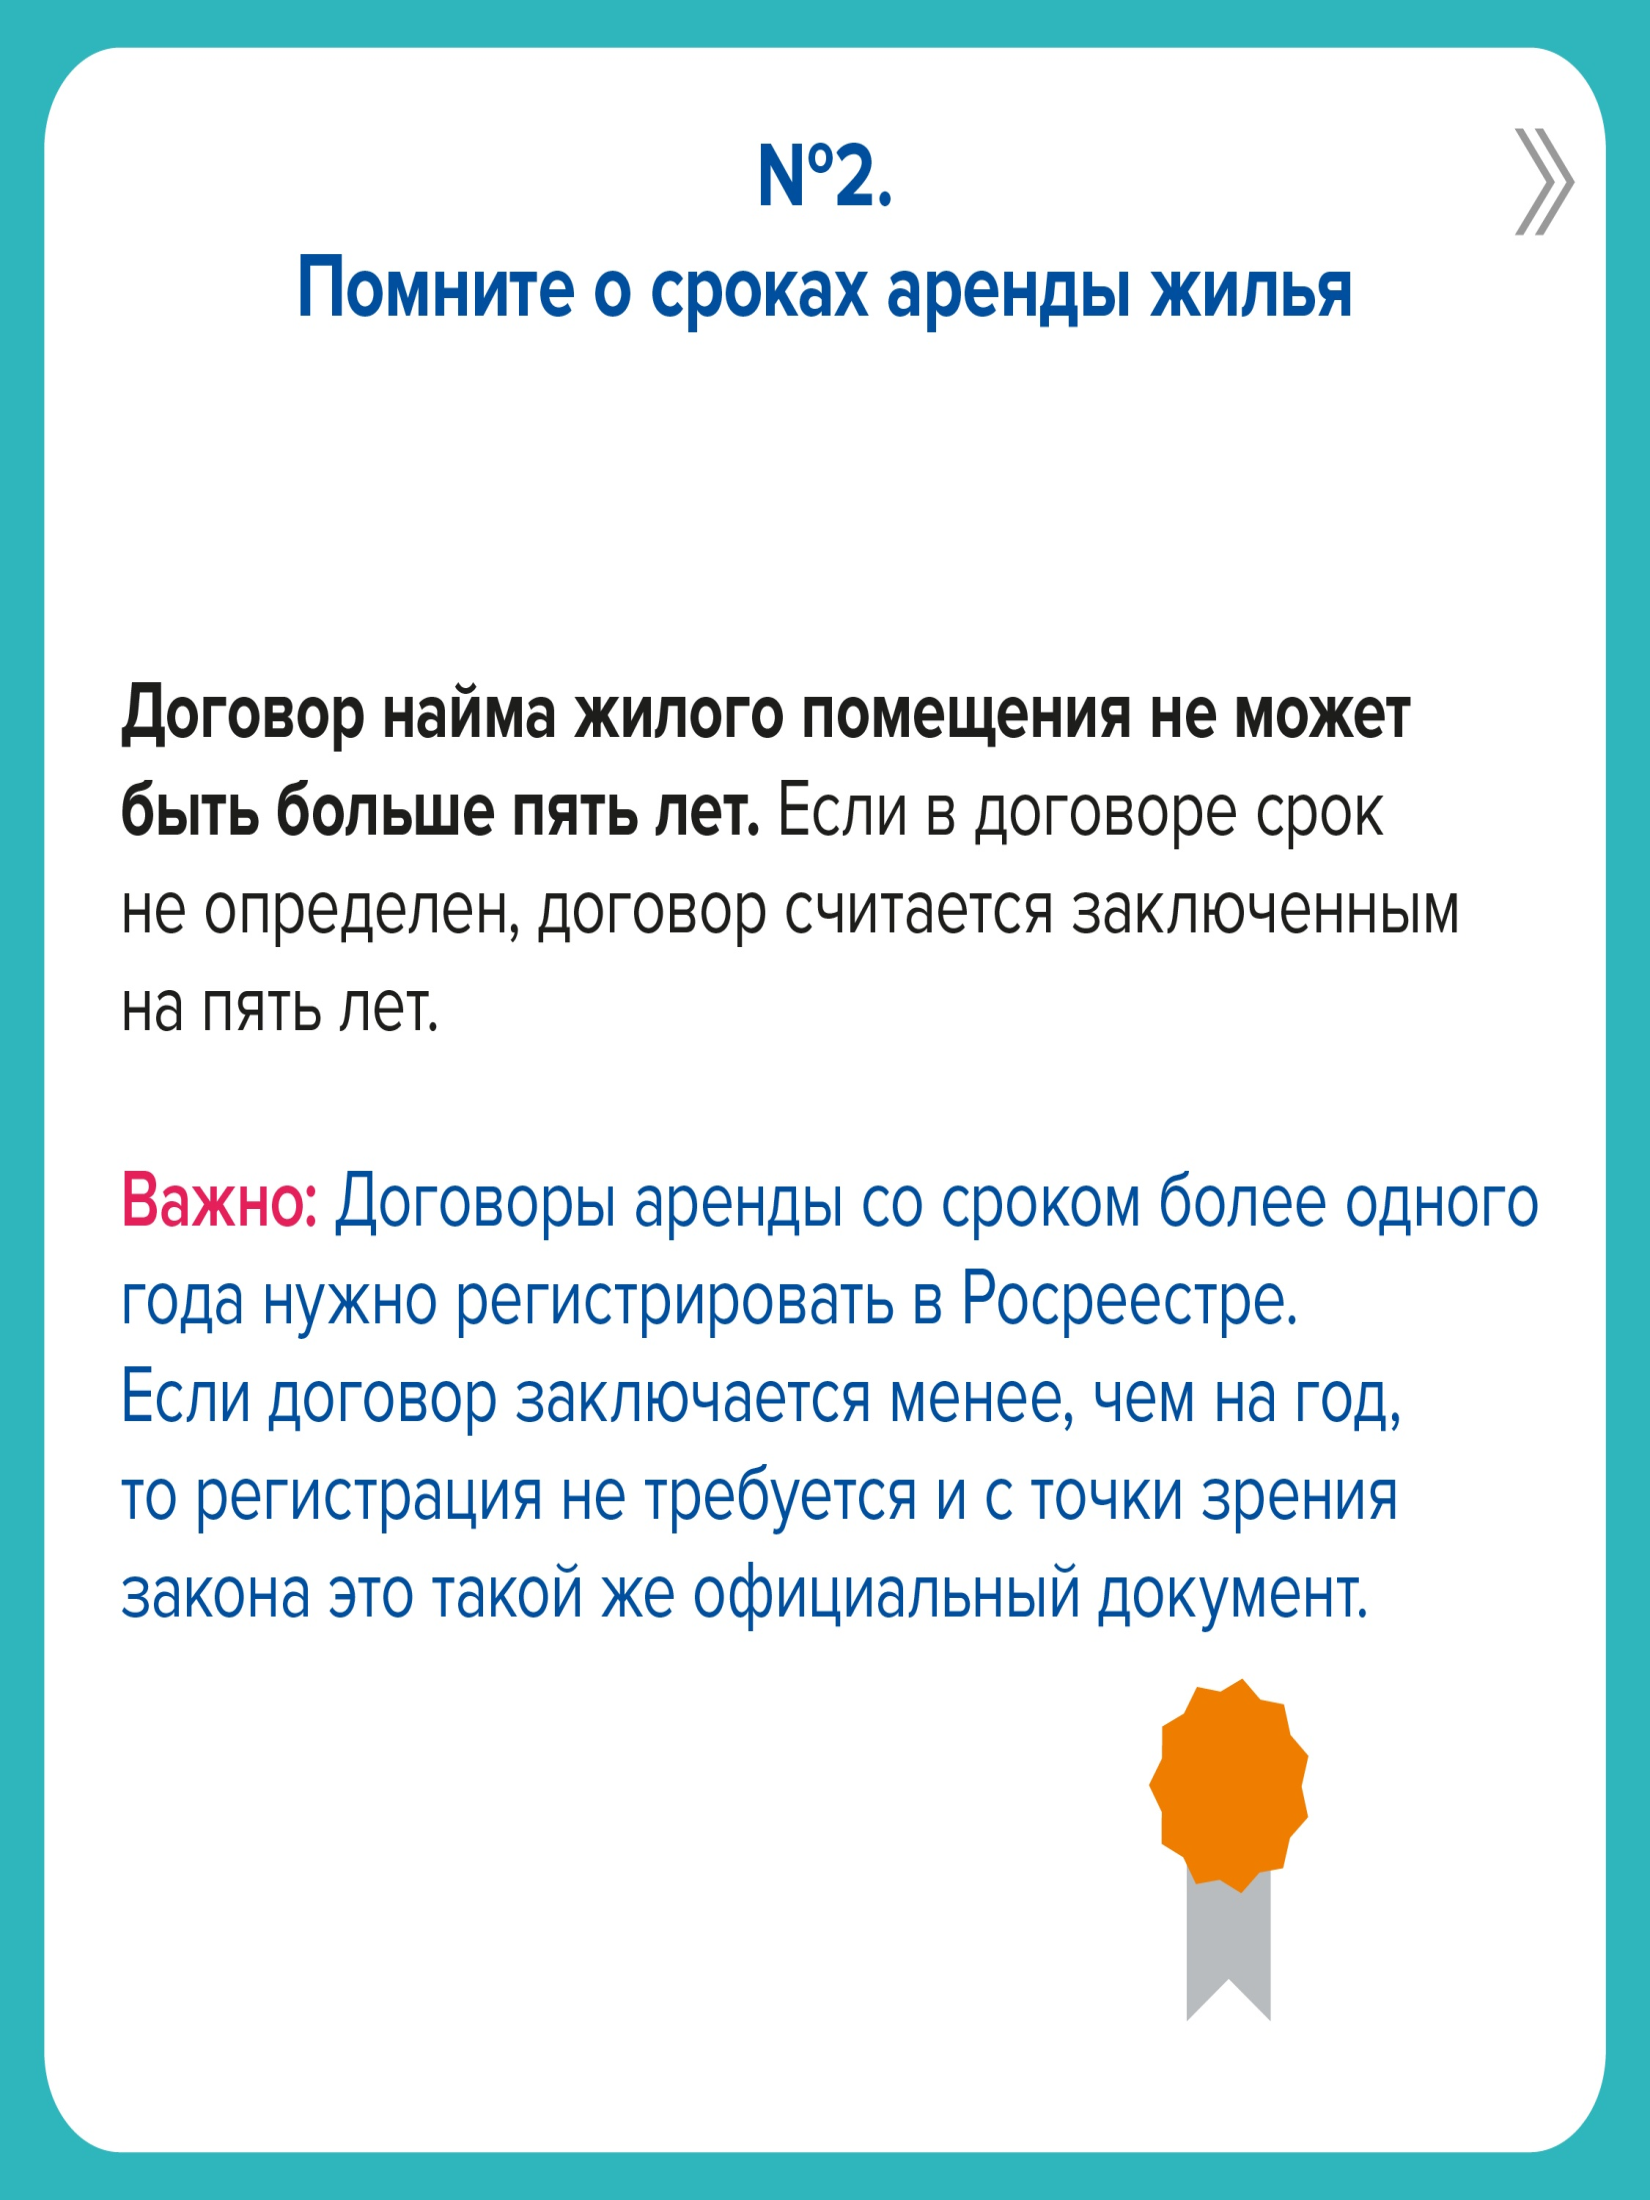 №2.
Помните о сроках аренды жилья
Договор найма жилого помещения не может
быть больше пять лет. Если в договоре срок
не определен, договор считается заключенным
на пять лет.
Важно: Договоры аренды со сроком более одного
года нужно регистрировать в Росреестре.
Если договор заключается менее, чем на год,
то регистрация не требуется и с точки зрения
закона это такой же официальный документ.